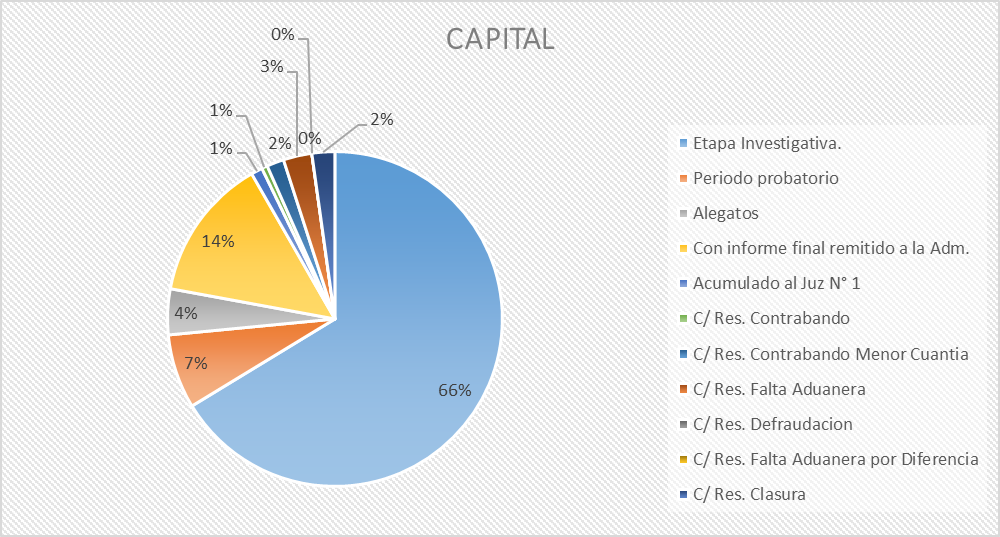 CAPITAL
0%
3%
1%
1%
2%
0%
2%
14%
4%
7%
66%
Etapa Investigativa.
Periodo probatorio
Alegatos
Con informe final remitido a la Adm.
Acumulado al Juz N° 1
C/ Res. Contrabando
C/ Res. Contrabando Menor Cuantia
C/ Res. Falta Aduanera
C/ Res. Defraudacion
C/ Res. Falta Aduanera por Diferencia
C/ Res. Clasura